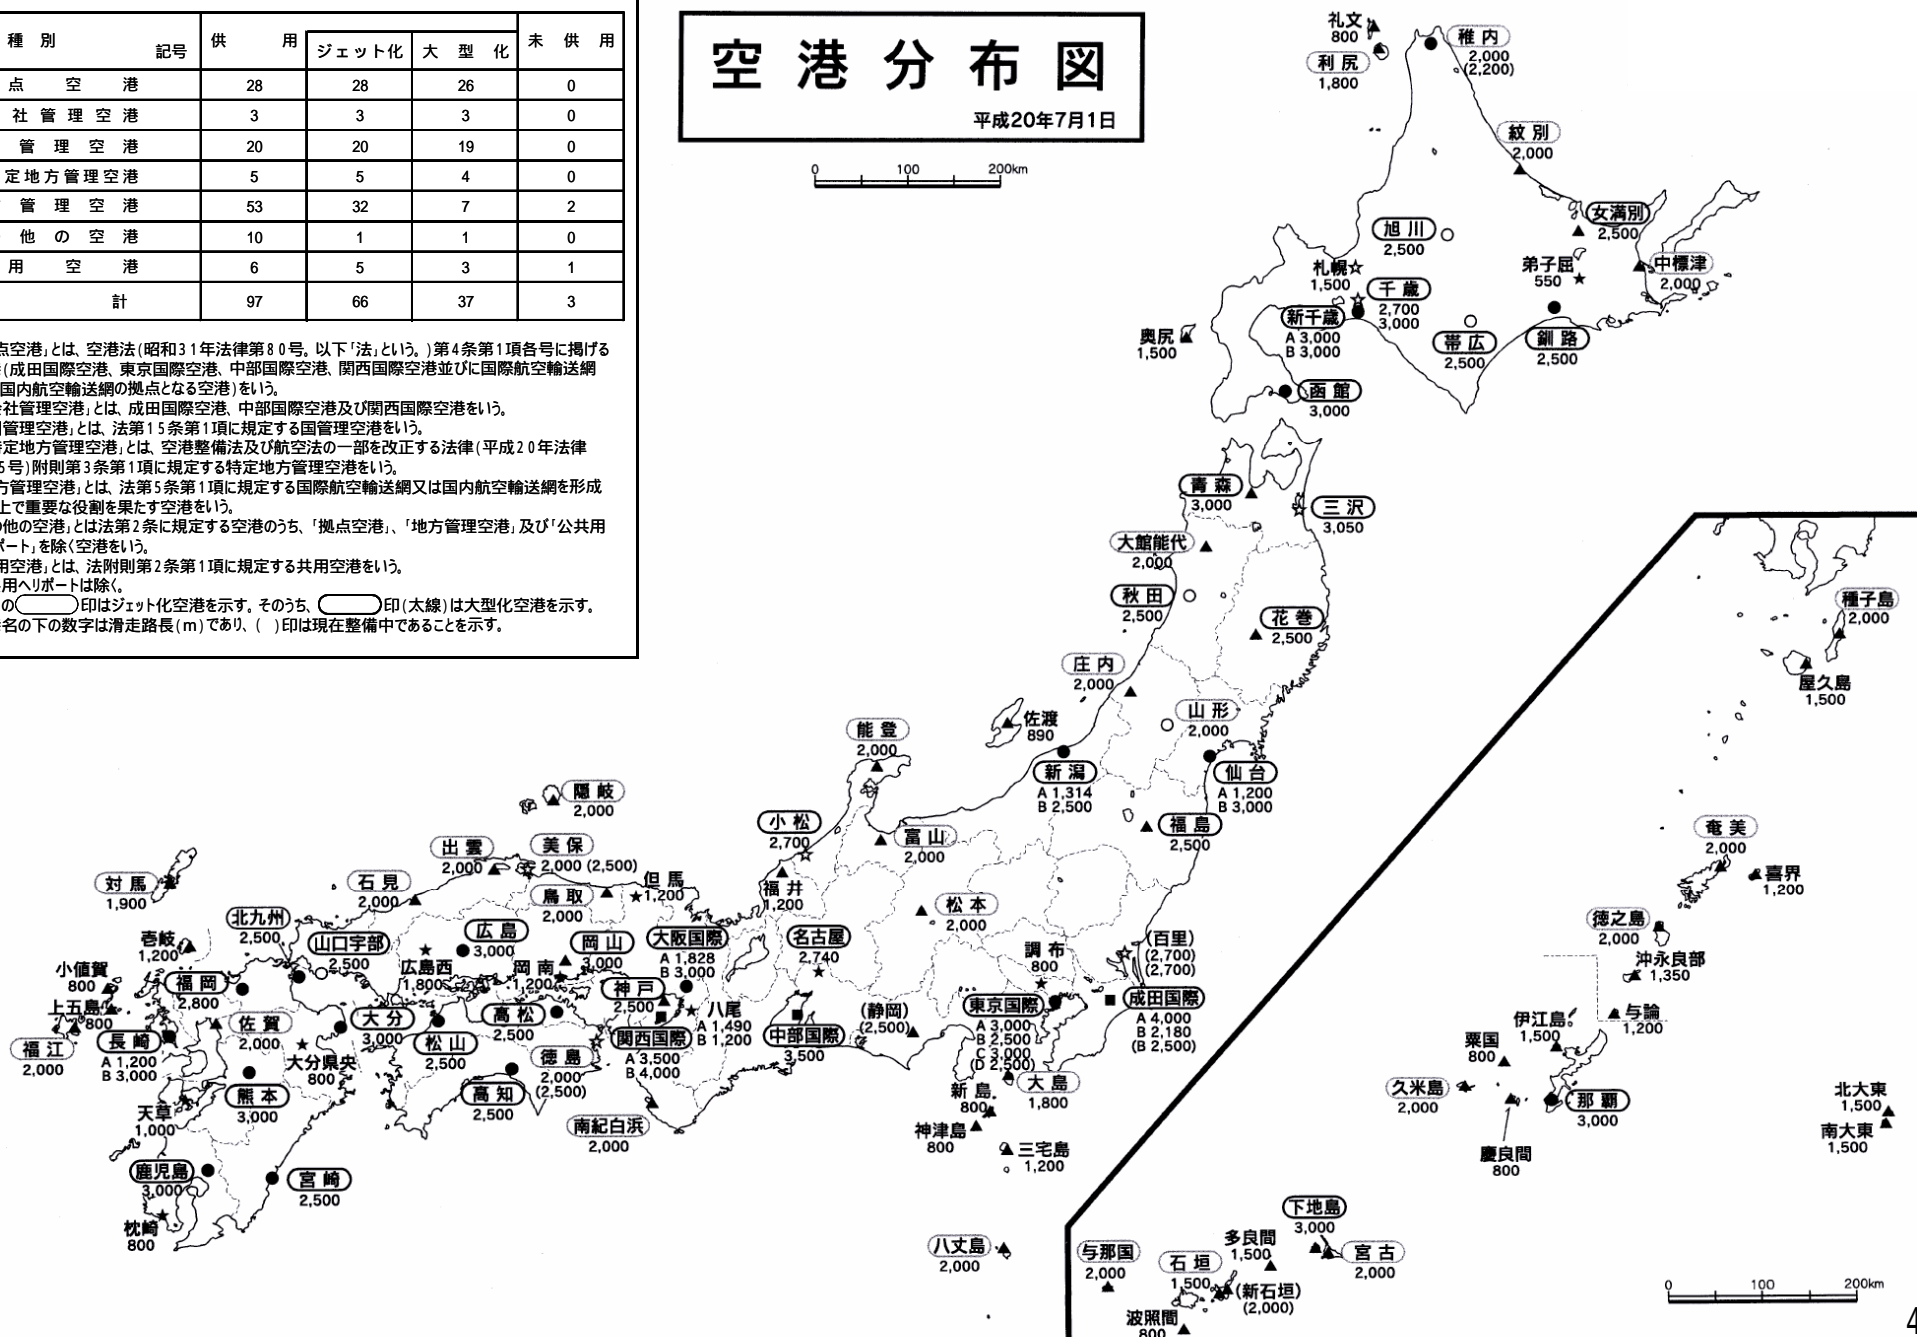 種別 記号 供用 ジェット化 大型化 未供用
点空港 28 28 26 0
社管理空港 3 3 3 0
管理空港 20 20 19 0
定地方管理空港 5 5 4 0
管理空港 53 32 7 2
他の空港 10 1 1 0
用空港 6 5 3 1
計 97 66 37 3
点空港」とは、空港法(昭和31年法律第80号。以下「法」という。)第4条第1項各号に掲げる
(成田国際空港、東京国際空港、中部国際空港、関西国際空港並びに国際航空輸送網
国内航空輸送網の拠点となる空港)をいう。
社管理空港」とは、成田国際空港、中部国際空港及び関西国際空港をいう。
管理空港」とは、法第15条第1項に規定する国管理空港をいう。
定地方管理空港」とは、空港整備法及び航空法の一部を改正する法律(平成20年法律
5号)附則第3条第1項に規定する特定地方管理空港をいう。
方管理空港」とは、法第5条第1項に規定する国際航空輸送網又は国内航空輸送網を形成
上で重要な役割を果たす空港をいう。
の他の空港」とは法第2条に規定する空港のうち、「拠点空港」、「地方管理空港」及び「公共用
ポート」を除く空港をいう。
用空港」とは、法附則第2条第1項に規定する共用空港をいう。
用ヘリポートは除く。
の 印はジェット化空港を示す。そのうち、 印(太線)は大型化空港を示す。
名の下の数字は滑走路長(m)であり、( )印は現在整備中であることを示す。
空港分布図
平成20年7月1日
0 100 200km
礼文
800
利尻
1,800
稚内
2,000
(2,200)
紋別
2,000
女満別
2,500
旭川
2,500
札幌
1,500
千歳
2,700
3,000
新千歳
A 3,000
B 3,000
弟子屈
550
中標津
2,000
釧路
2,500
帯広
2,500
奥尻
1,500
函館
3,000
青森
3,000
三沢
3,050
大館能代
2,000
秋田
2,500
花巻
2,500
庄内
2,000
山形
2,000
佐渡
890
新潟
A 1,314
B 2,500
仙台
A 1,200
B 3,000
福島
2,500
能登
2,000
富山
2,000
小松
2,700
福井
1,200
松本
2,000
隠岐
2,000
出雲
2,000
美保
2,000 (2,500)
鳥取
2,000
但馬
1,200
石見
2,000
対馬
1,900
壱岐
1,200
小値賀
800
上五島
800
福江
2,000
北九州
2,500
山口宇部
2,500
福岡
2,800
佐賀
2,000
長崎
A 1,200
B 3,000
大分
3,000
大分県央
800
熊本
3,000
天草
1,000
鹿児島
3,000
宮崎
2,500
枕崎
800
広島
3,000
広島西
1,800
岡山
3,000
岡南
1,200
大阪国際
A 1,828
B 3,000
神戸
2,500
八尾
A 1,490
B 1,200
関西国際
A 3,500
B 4,000
高松
2,500
松山
2,500
徳島
2,000
(2,500)
高知
2,500
南紀白浜
2,000
名古屋
2,740
中部国際
3,500
(静岡)
(2,500)
調布
800
(百里)
(2,700)
(2,700)
東京国際
A 3,000
B 2,500
C 3,000
(D 2,500)
成田国際
A 4,000
B 2,180
(B 2,500)
大島
1,800
新島
800
神津島
800
三宅島
1,200
八丈島
2,000
種子島
2,000
屋久島
1,500
奄美
2,000
喜界
1,200
徳之島
2,000
沖永良部
1,350
与論
1,200
伊江島
1,500
粟国
800
久米島
2,000
慶良間
800
那覇
3,000
北大東
1,500
南大東
1,500
下地島
3,000
宮古
2,000
多良間
1,500
石垣
1,500
(新石垣)
(2,000)
与那国
2,000
波照間
800
0 100 200km
4